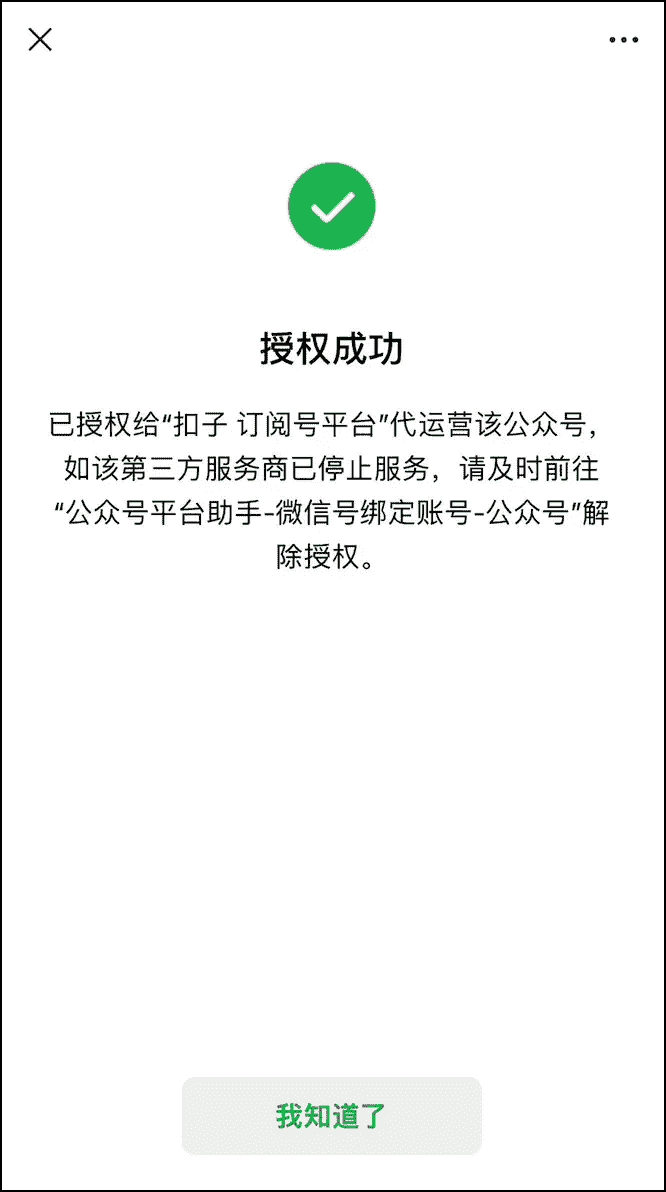 授权成功
已授权给“扣子 订阅号平台”代运营该公众号，
如该第三方服务商已停止服务，请及时前往
“公众号平台助手-微信号绑定账号-公众号”解
除授权。
我知道了